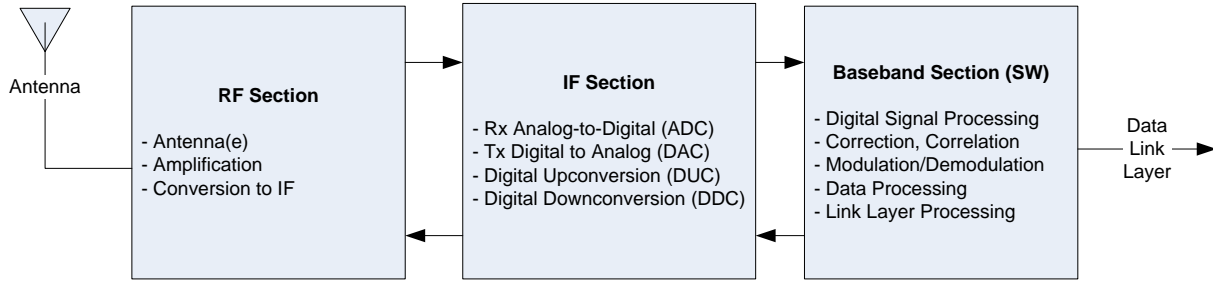 Antenna
RF Section
- Antenna(e)
- Amplification
- Conversion to IF
IF Section
- Rx Analog-to-Digital (ADC)
- Tx Digital to Analog (DAC)
- Digital Upconversion (DUC)
- Digital Downconversion (DDC)
Baseband Section (SW)
- Digital Signal Processing
- Correction, Correlation
- Modulation/Demodulation
- Data Processing
- Link Layer Processing
Data
Link
Layer